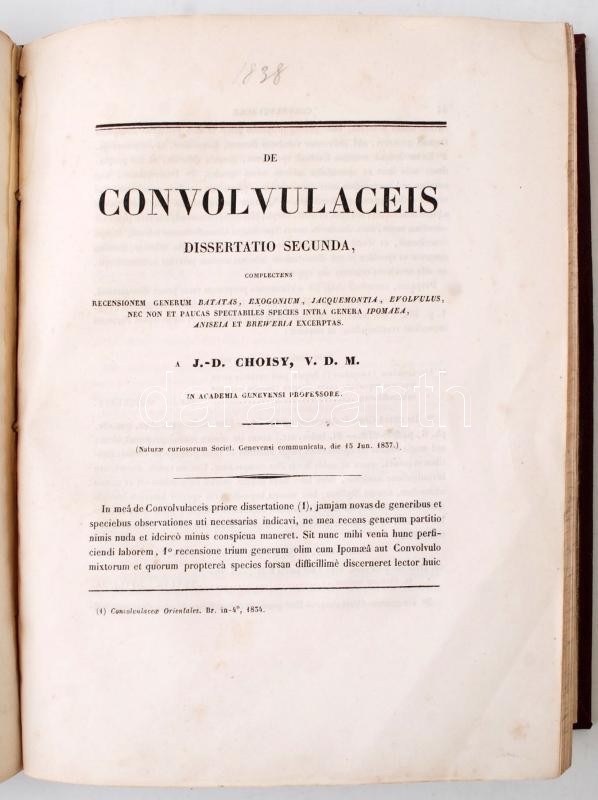 1838
DE
CONVOLVULACEIS
DISSERTATIO SECUNDA,
COMPLECTENS
RECENSIONEM GENERUM BATATAS, EXOGONIUM, JACQUEMONTIA, EVOLVULUS,
NEC NON ET PAUCAS SPECTABILES SPECIES INTRA GENERA IPOMAEA,
ANISEIA ET BREWERIA EXCERPTAS.
A J.-D. CHOISY, V. D. M.
IN ACADEMIA GENEVENSI PROFESSORE.
darabanth
(Naturæ curiosorum Societ. Genevensi communicata, die 15 Jun. 1837.)
In meâ de Convolvulaceis priore dissertatione (1), jamjam novas de generibus et
speciebus observationes uti necessarias indicavi, ne mea recens generum partitio
nimis nuda et idcircò minùs conspicua maneret. Sit nunc mihi venia hunc perfi-
ciendi laborem, 1º recensione trium generum olim cum Ipomæâ aut Convolvulo
mixtorum et quorum proptereà species forsan difficillimè discerneret lector huic
(1) Convolvulaceæ Orientales. Br. in-4º, 1834.